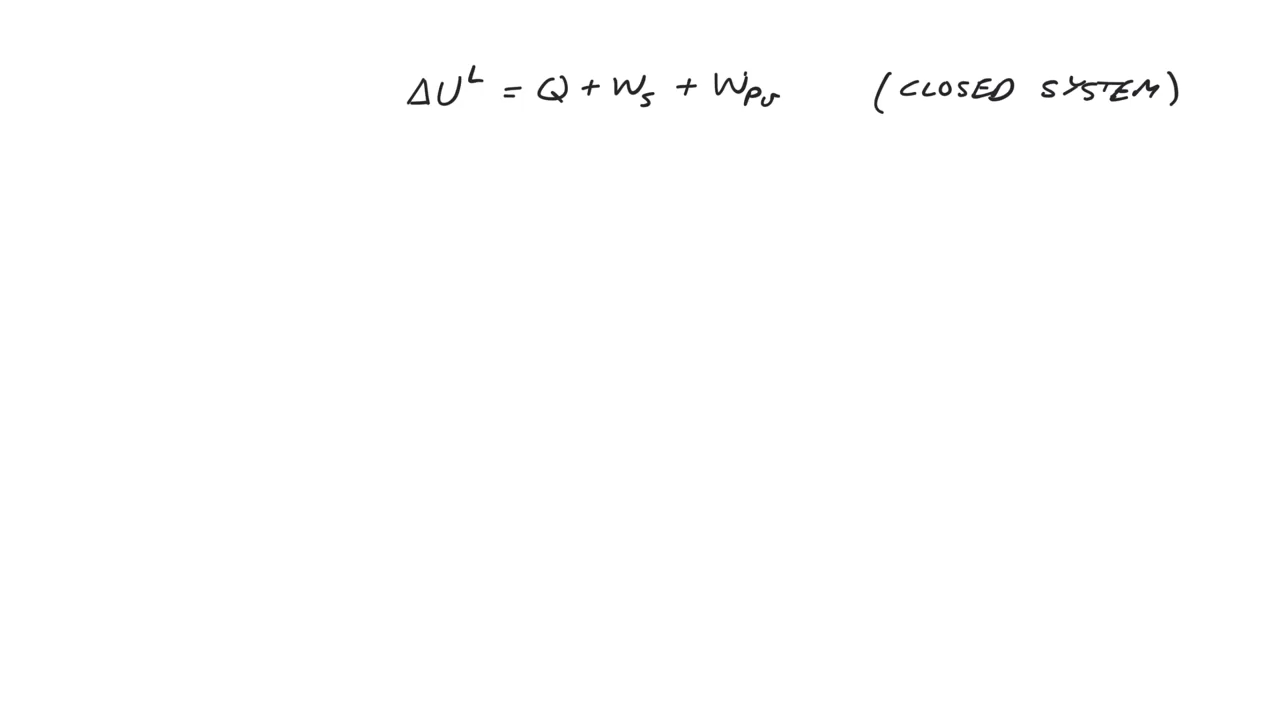 ΔU^L = Q + W_s + W_Pv (CLOSED SYSTEM)